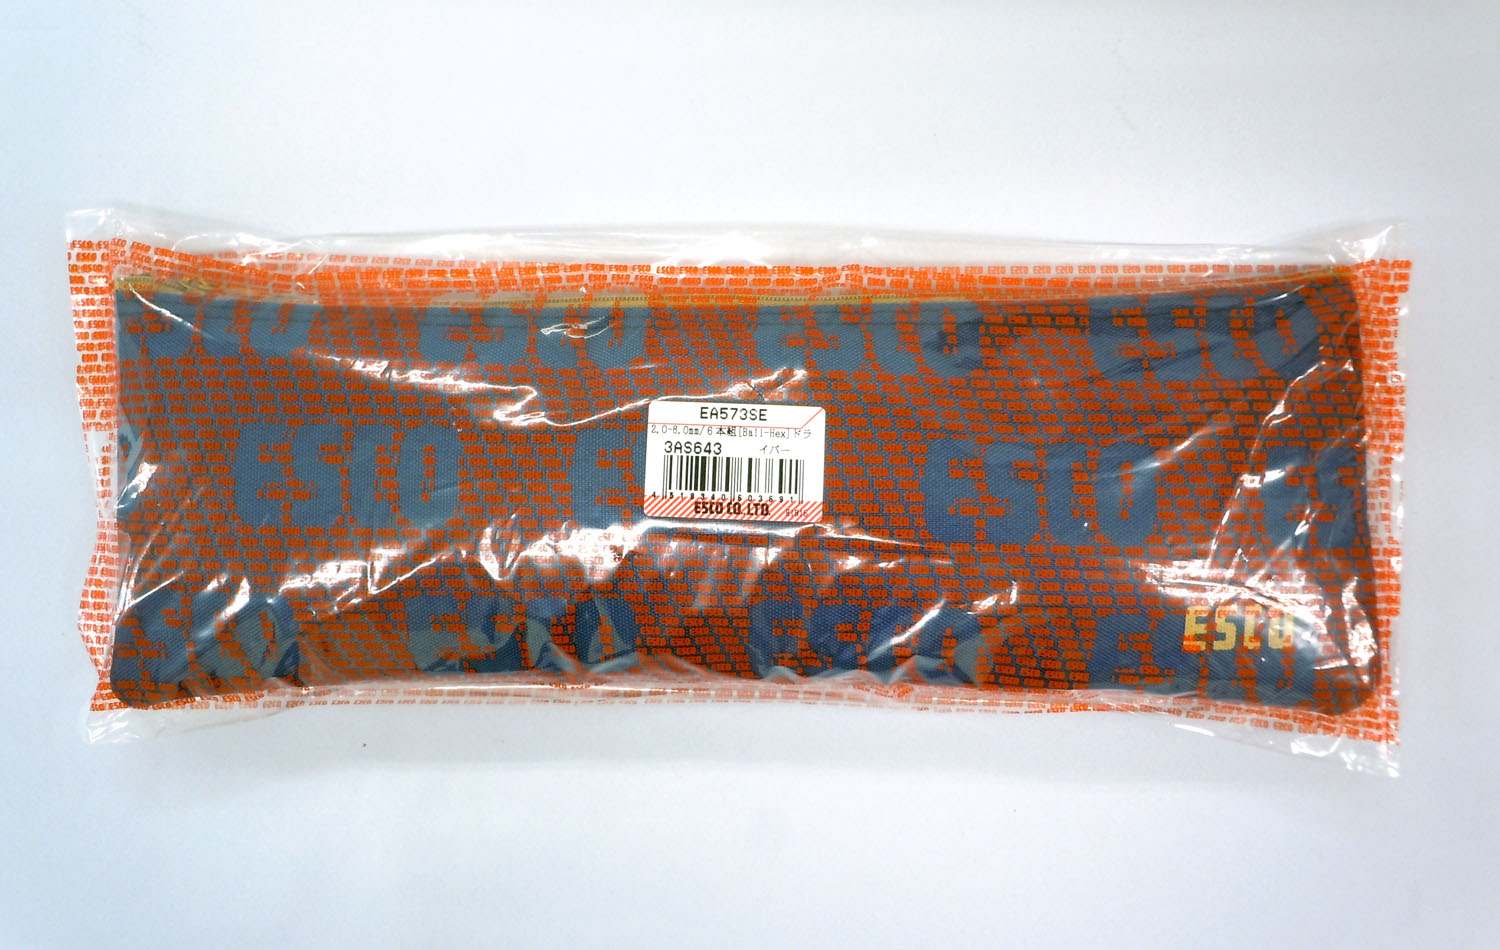 EA573SE
2.0-8.0mm/6本組[Ball-Hex]ドラ
イバー
3AS643
ESCO CO.,LTD.
ESCO